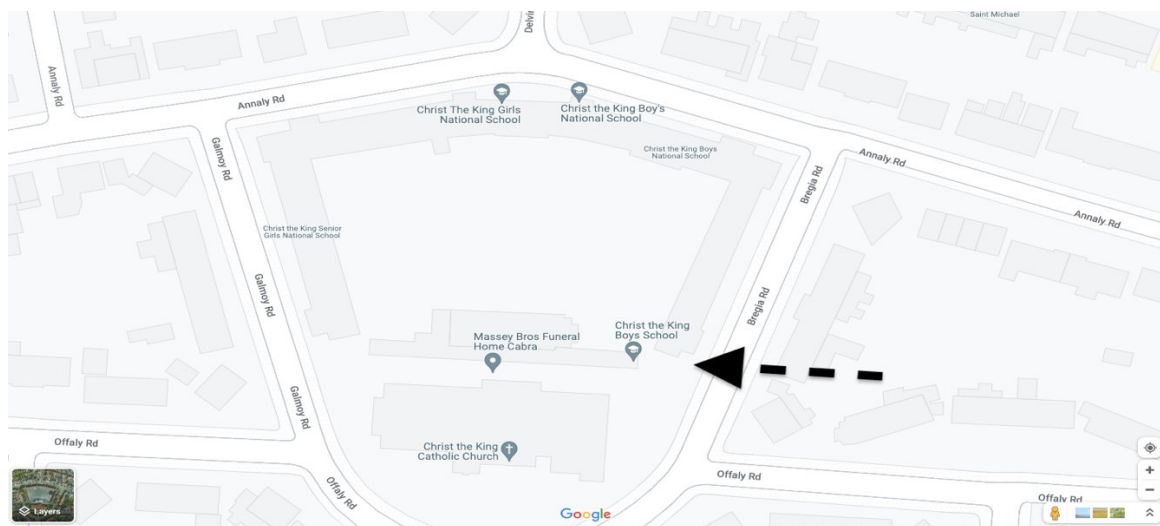 Saint Michael
Delvin
Annaly Rd
Annaly Rd
Christ The King Girls
National School
Christ the King Boy's
National School
Galmoy Rd
Christ the King Boys
National School
Annaly Rd
Bregia Rd
Annaly Rd
Christ the King Senior
Girls National School
Galmoy Rd
Bregia Rd
Christ the King
Boys School
Massey Bros Funeral
Home Cabra
Galmoy Rd
Offaly Rd
Christ the King
Catholic Church
Offaly Rd
Offaly Rd
Offaly Rd
Layers
Google